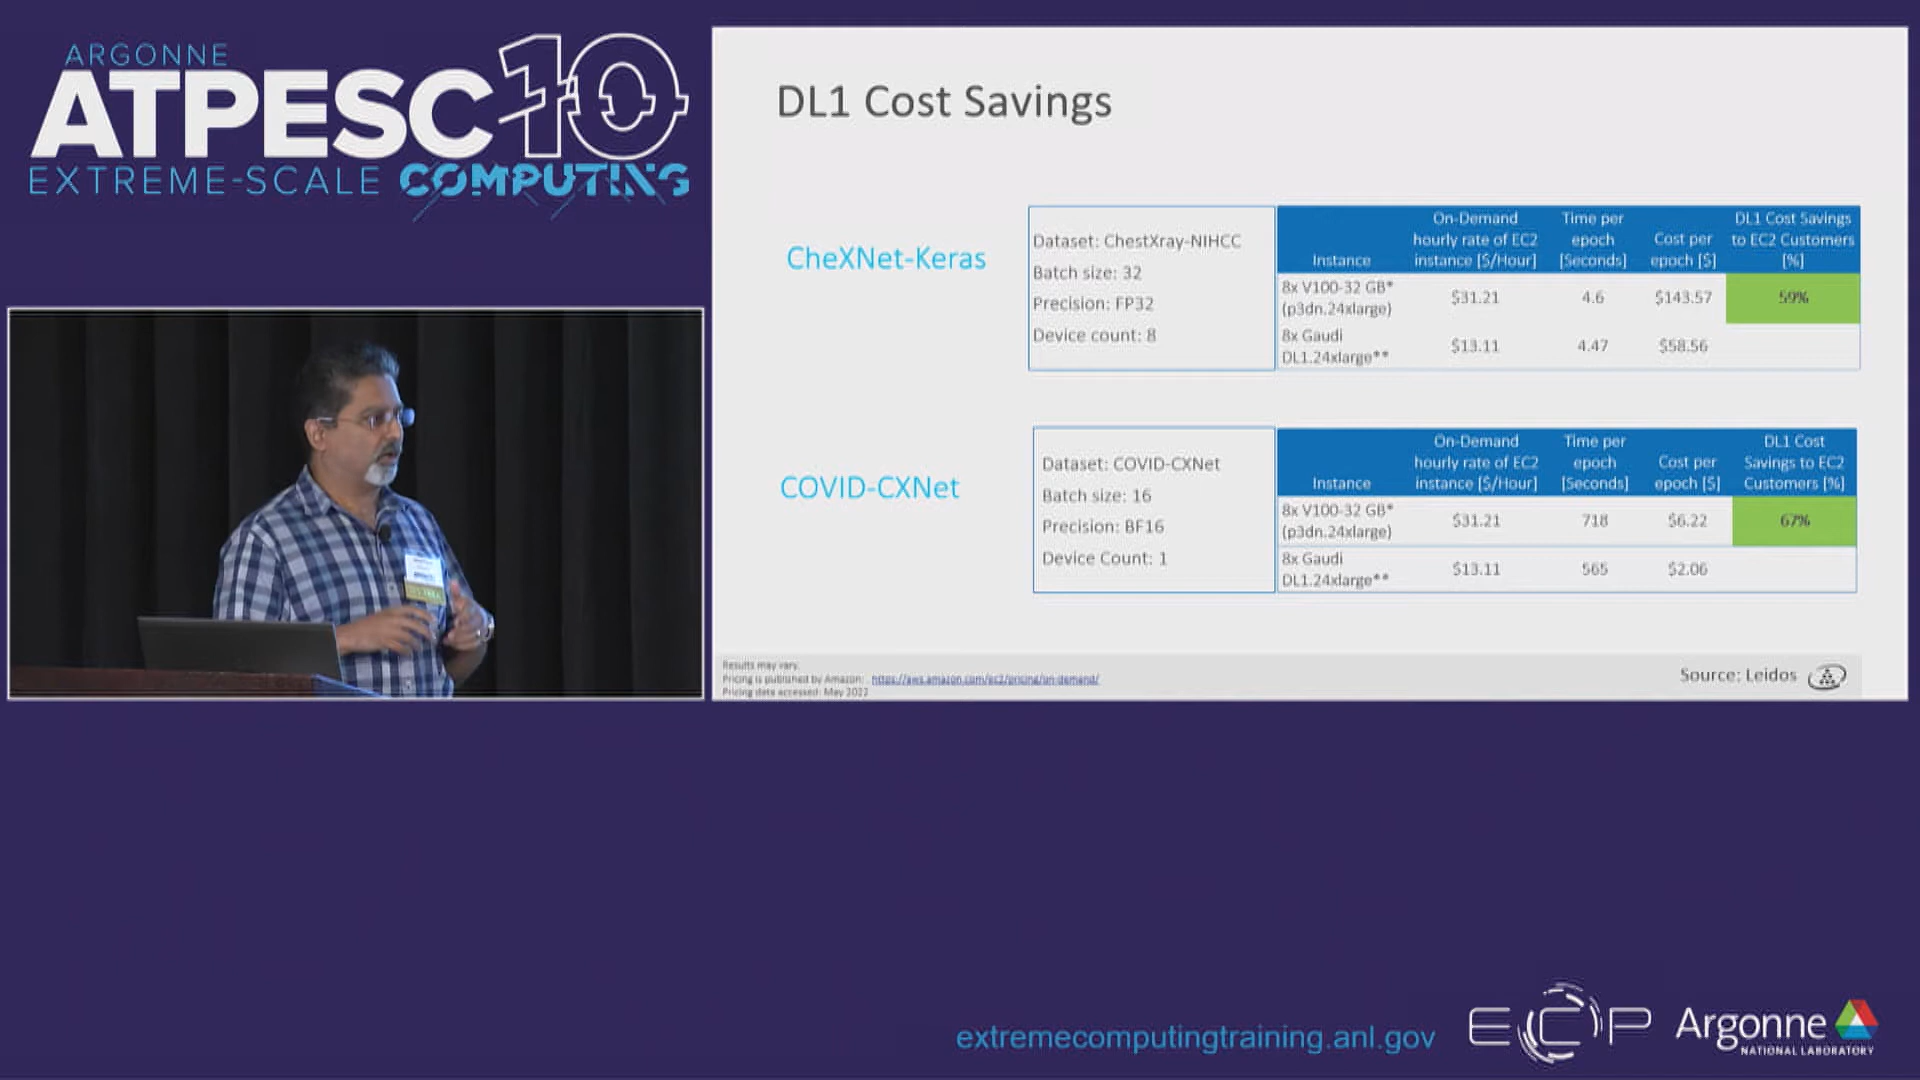 ARGONNE
ATPESC10
EXTREME-SCALE COMPUTING
DL1 Cost Savings
CheXNet-Keras
Dataset: ChestXray-NIHCC
Batch size: 32
Precision: FP32
Device count: 8
Instance
On-Demand
hourly rate of EC2
instance [$/Hour]
Time per
epoch
[Seconds]
Cost per
epoch [$]
DL1 Cost Savings
to EC2 Customers
[%]
8x V100-32 GB*
(p3dn.24xlarge)
$31.21
4.6
$143.57
59%
8x Gaudi
DL1.24xlarge**
$13.11
4.47
$58.56
COVID-CXNet
Dataset: COVID-CXNet
Batch size: 16
Precision: BF16
Device Count: 1
Instance
On-Demand
hourly rate of EC2
instance [$/Hour]
Time per
epoch
[Seconds]
Cost per
epoch [$]
DL1 Cost
Savings to EC2
Customers [%]
8x V100-32 GB*
(p3dn.24xlarge)
$31.21
718
$6.22
67%
8x Gaudi
DL1.24xlarge**
$13.11
565
$2.06
Results may vary.
Pricing is published by Amazon: https://aws.amazon.com/ec2/pricing/on-demand/
Pricing data accessed: May 2022
Source: Leidos
extremecomputingtraining.anl.gov
ECP
Argonne
NATIONAL LABORATORY